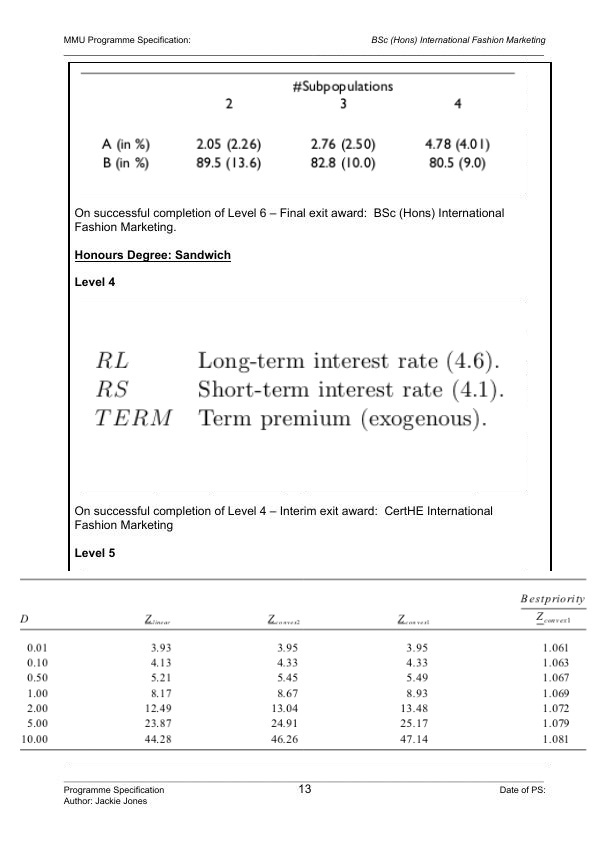 MMU Programme Specification: BSc (Hons) International Fashion Marketing
#Subpopulations
2 3 4
A (in %) 2.05 (2.26) 2.76 (2.50) 4.78 (4.01)
B (in %) 89.5 (13.6) 82.8 (10.0) 80.5 (9.0)
On successful completion of Level 6 – Final exit award: BSc (Hons) International
Fashion Marketing.
Honours Degree: Sandwich
Level 4
RL Long-term interest rate (4.6).
RS Short-term interest rate (4.1).
TERM Term premium (exogenous).
On successful completion of Level 4 – Interim exit award: CertHE International
Fashion Marketing
Level 5
Bestpriority
D Zlinear Zconvex2 Zconvex1 Zconvex1
0.01 3.93 3.95 3.95 1.061
0.10 4.13 4.33 4.33 1.063
0.50 5.21 5.45 5.49 1.067
1.00 8.17 8.67 8.93 1.069
2.00 12.49 13.04 13.48 1.072
5.00 23.87 24.91 25.17 1.079
10.00 44.28 46.26 47.14 1.081
Programme Specification 13 Date of PS:
Author: Jackie Jones